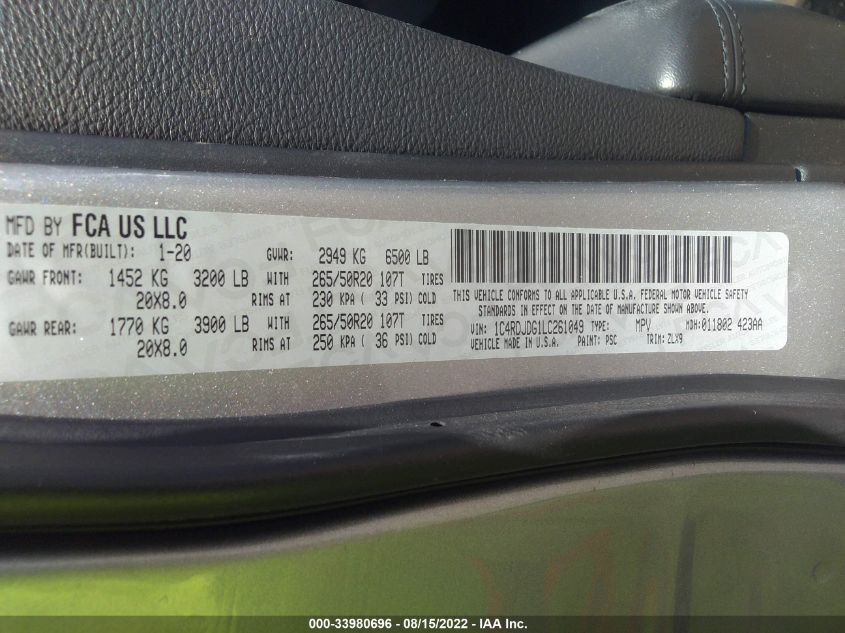 MFD BY FCA US LLC
DATE OF MFR(BUILT): 1-20 GVWR: 2949 KG 6500 LB
GAWR FRONT: 1452 KG 3200 LB WITH 265/50R20 107T TIRES
20X8.0 RIMS AT 230 KPA ( 33 PSI) COLD
GAWR REAR: 1770 KG 3900 LB WITH 265/50R20 107T TIRES
20X8.0 RIMS AT 250 KPA ( 36 PSI) COLD
THIS VEHICLE CONFORMS TO ALL APPLICABLE U.S.A. FEDERAL MOTOR VEHICLE SAFETY
STANDARDS IN EFFECT ON THE DATE OF MANUFACTURE SHOWN ABOVE.
VIN: 1C4RDJDG1LC261049 TYPE: MPV MDH:011802 423AA
VEHICLE MADE IN U.S.A. PAINT: PSC TRIM: ZLX9
000-33980696 - 08/15/2022 - IAA Inc.